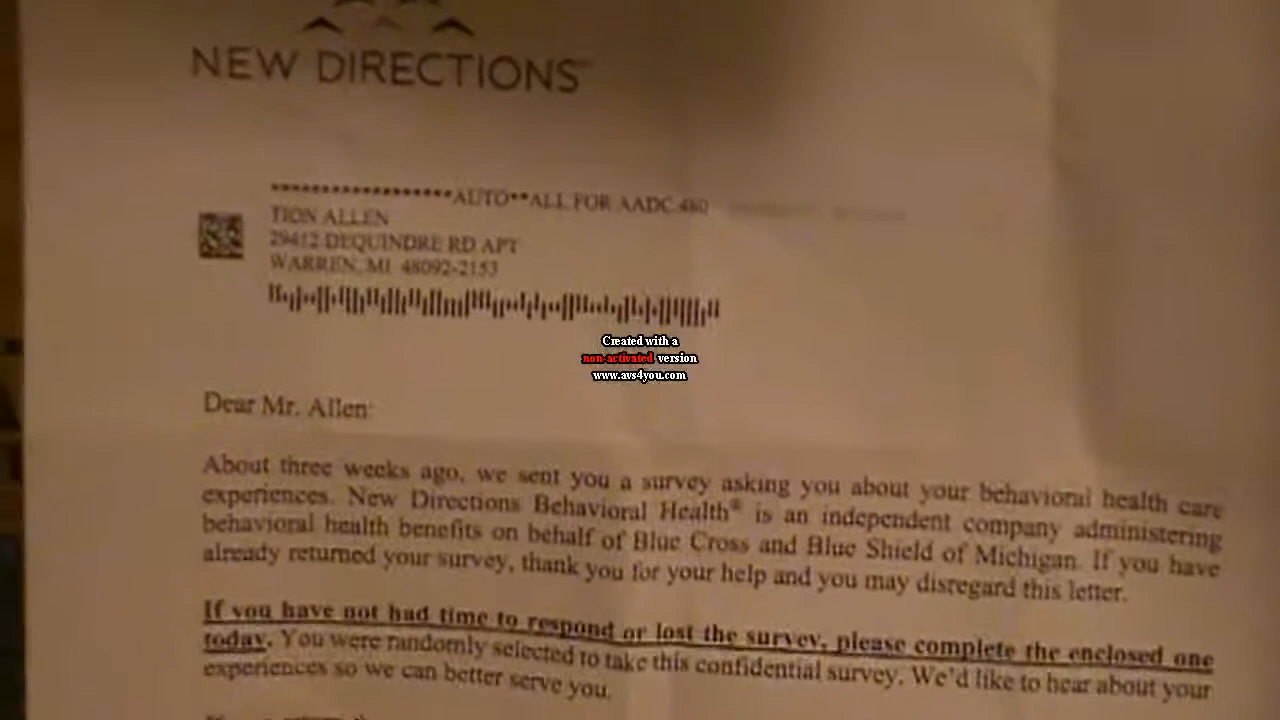 NEW DIRECTIONS
******************AUTO**ALL FOR AADC 480
TION ALLEN
29412 DEQUINDRE RD APT
WARREN, MI 48092-2153
Created with a
non-activated version
www.avs4you.com
Dear Mr. Allen:
About three weeks ago, we sent you a survey asking you about your behavioral health care
experiences. New Directions Behavioral Health® is an independent company administering
behavioral health benefits on behalf of Blue Cross and Blue Shield of Michigan. If you have
already returned your survey, thank you for your help and you may disregard this letter.
If you have not had time to respond or lost the survey, please complete the enclosed one
today. You were randomly selected to take this confidential survey. We'd like to hear about your
experiences so we can better serve you.